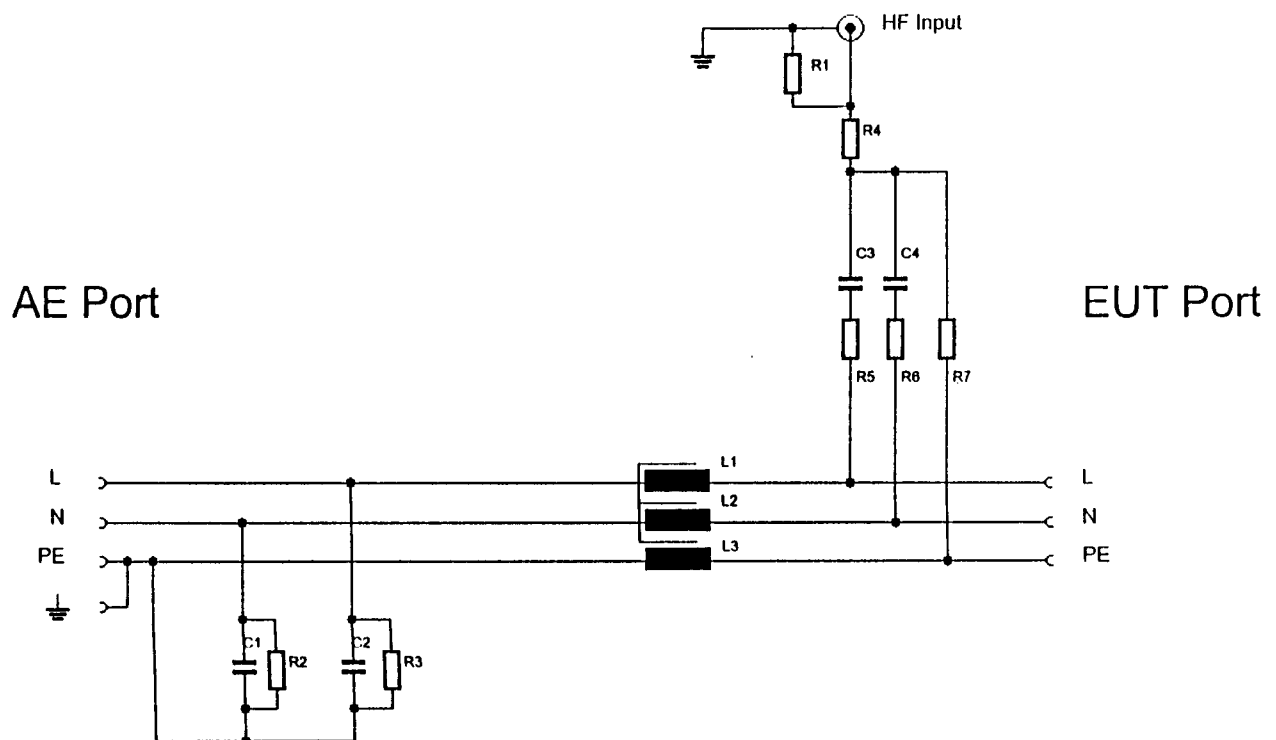 HF Input
R1
R4
C3 C4
AE Port
EUT Port
R5 R6 R7
L L1 L
N L2 N
PE L3 PE
C1 R2 C2 R3